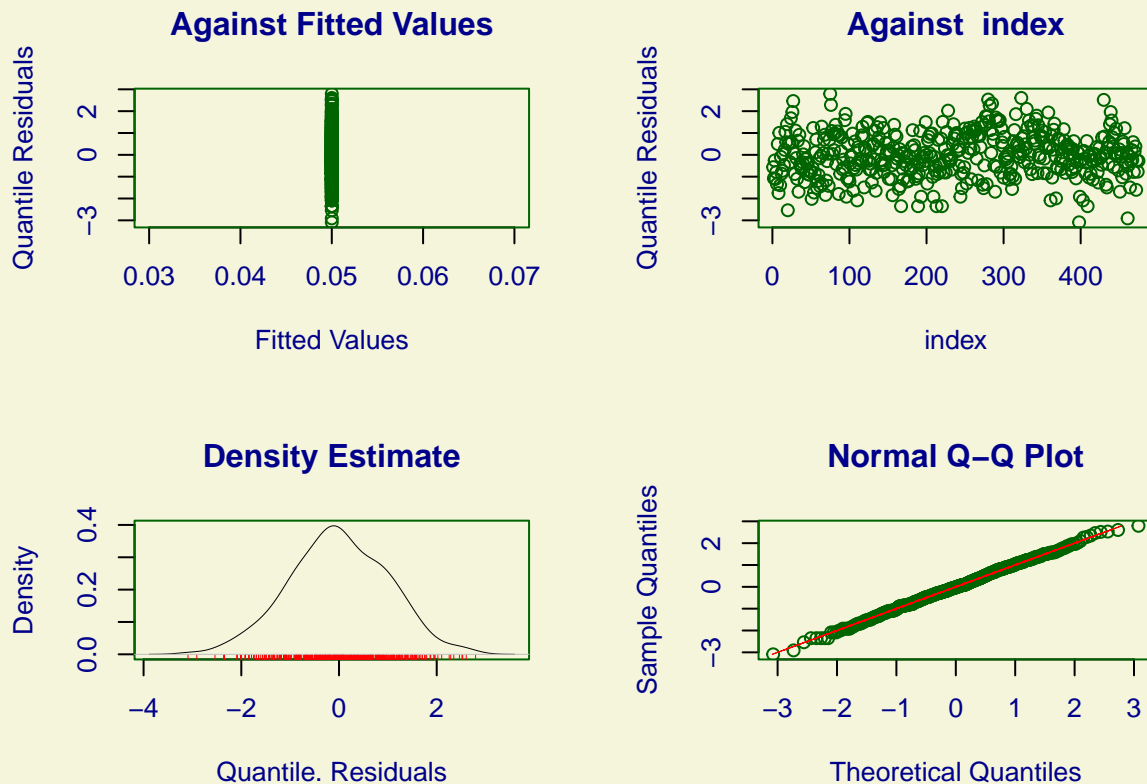 Against Fitted Values
Quantile Residuals
2
0
−3
0.03 0.04 0.05 0.06 0.07
Fitted Values
Against  index
Quantile Residuals
2
0
−3
0 100 200 300 400
index
Density Estimate
Density
0.4
0.2
0.0
−4 −2 0 2
Quantile. Residuals
Normal Q−Q Plot
Sample Quantiles
2
0
−3
−3 −2 −1 0 1 2 3
Theoretical Quantiles